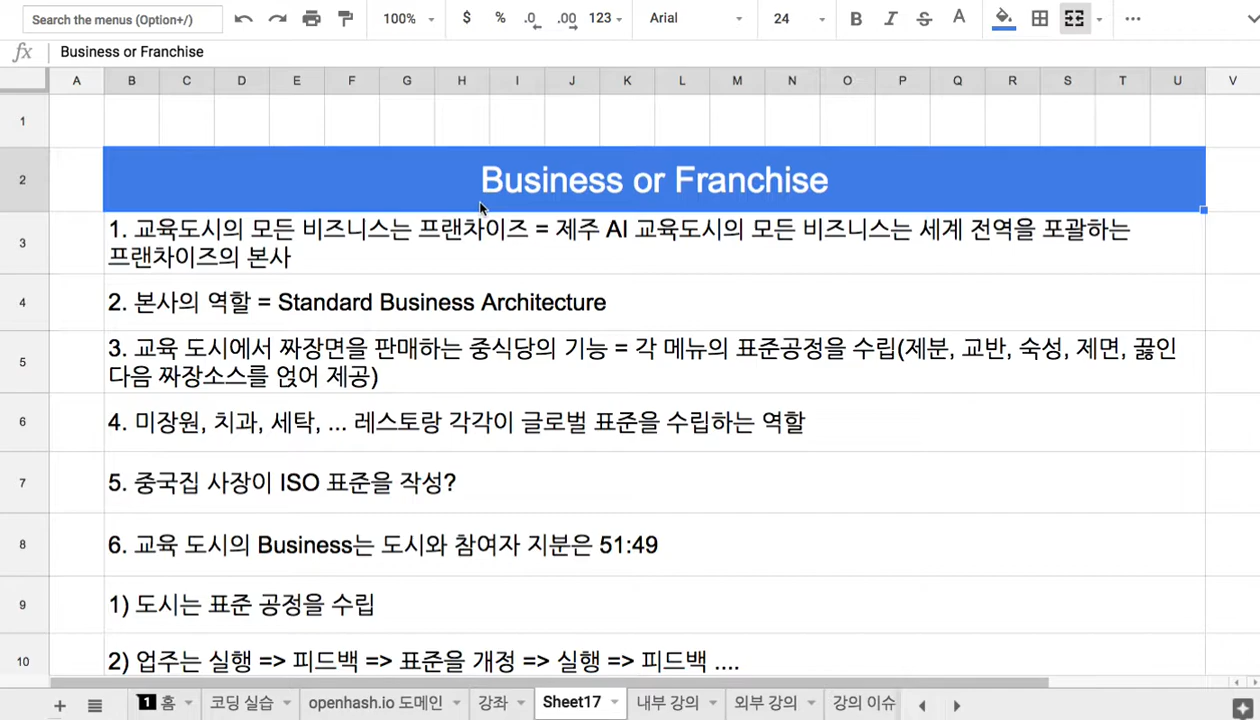 Search the menus (Option+/)
100%
$ % .0 .00 123
Arial
24
B I S A
fx Business or Franchise
A B C D E F G H I J K L M N O P Q R S T U V
1
2 Business or Franchise
3 1. 교육도시의 모든 비즈니스는 프랜차이즈 = 제주 AI 교육도시의 모든 비즈니스는 세계 전역을 포괄하는
프랜차이즈의 본사
4 2. 본사의 역할 = Standard Business Architecture
5 3. 교육 도시에서 짜장면을 판매하는 중식당의 기능 = 각 메뉴의 표준공정을 수립(제분, 교반, 숙성, 제면, 끓인
다음 짜장소스를 얹어 제공)
6 4. 미장원, 치과, 세탁, ... 레스토랑 각각이 글로벌 표준을 수립하는 역할
7 5. 중국집 사장이 ISO 표준을 작성?
8 6. 교육 도시의 Business는 도시와 참여자 지분은 51:49
9 1) 도시는 표준 공정을 수립
10 2) 업주는 실행 => 피드백 => 표준을 개정 => 실행 => 피드백 ....
1 홈 코딩 실습 openhash.io 도메인 강좌 Sheet17 내부 강의 외부 강의 강의 이슈